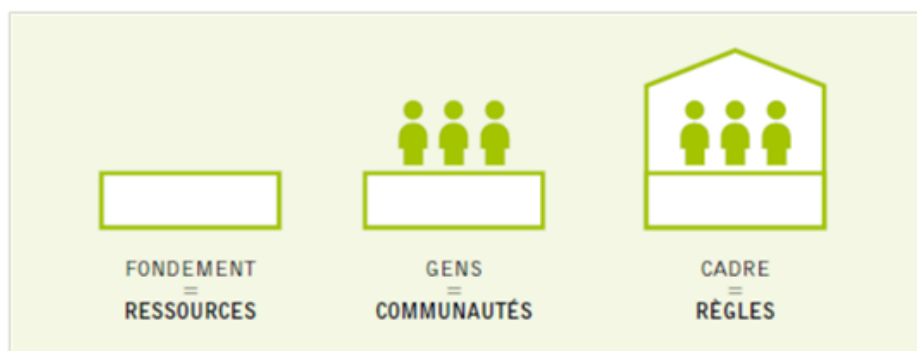 FONDEMENT
=
RESSOURCES
GENS
=
COMMUNAUTÉS
CADRE
=
RÈGLES